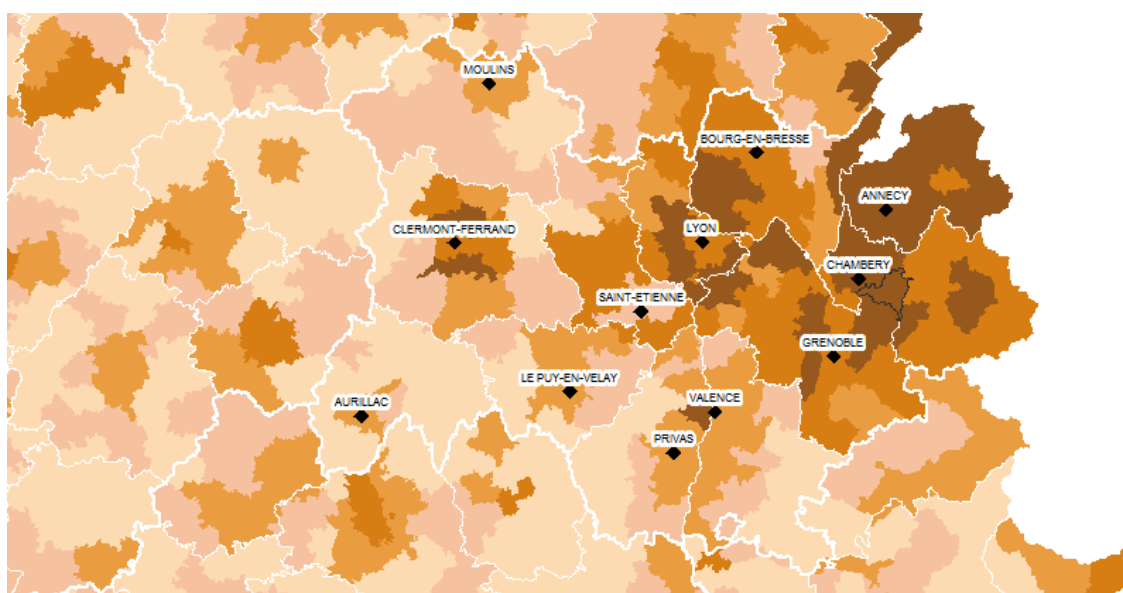 MOULINS
BOURG-EN-BRESSE
ANNECY
CLERMONT-FERRAND
LYON
CHAMBERY
SAINT-ETIENNE
GRENOBLE
LE PUY-EN-VELAY
AURILLAC
VALENCE
PRIVAS